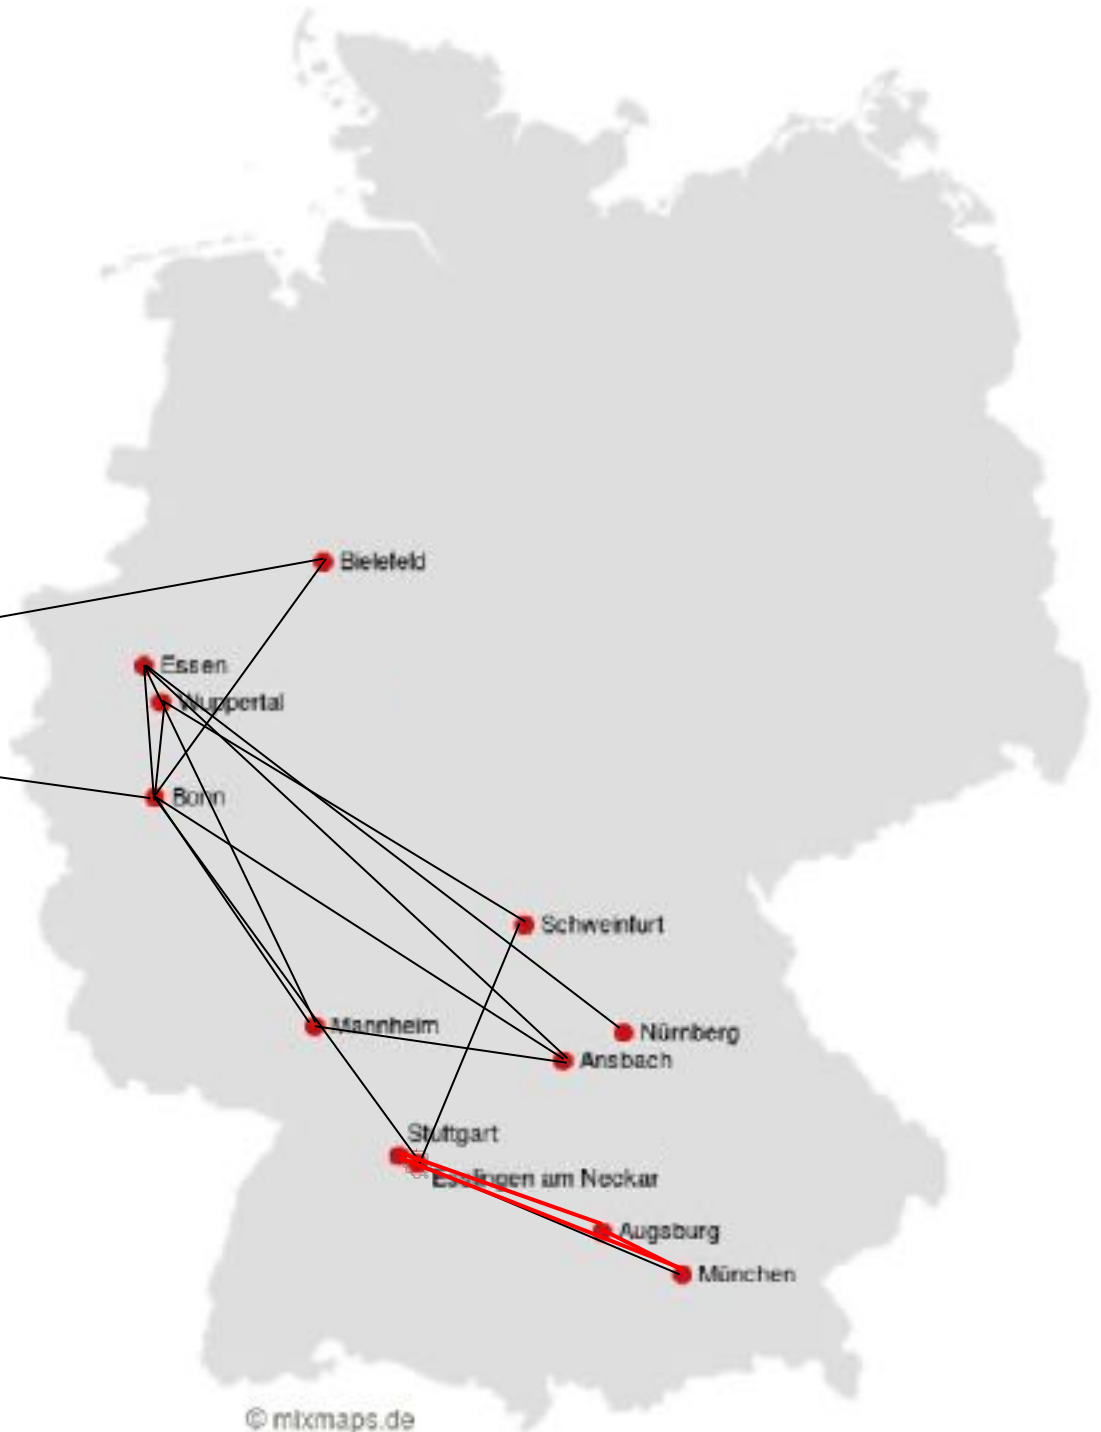 Bielefeld
Essen
Wuppertal
Bonn
Schweinfurt
Mannheim
Nürnberg
Ansbach
Stuttgart
Esslingen am Neckar
Augsburg
München
© mixmaps.de